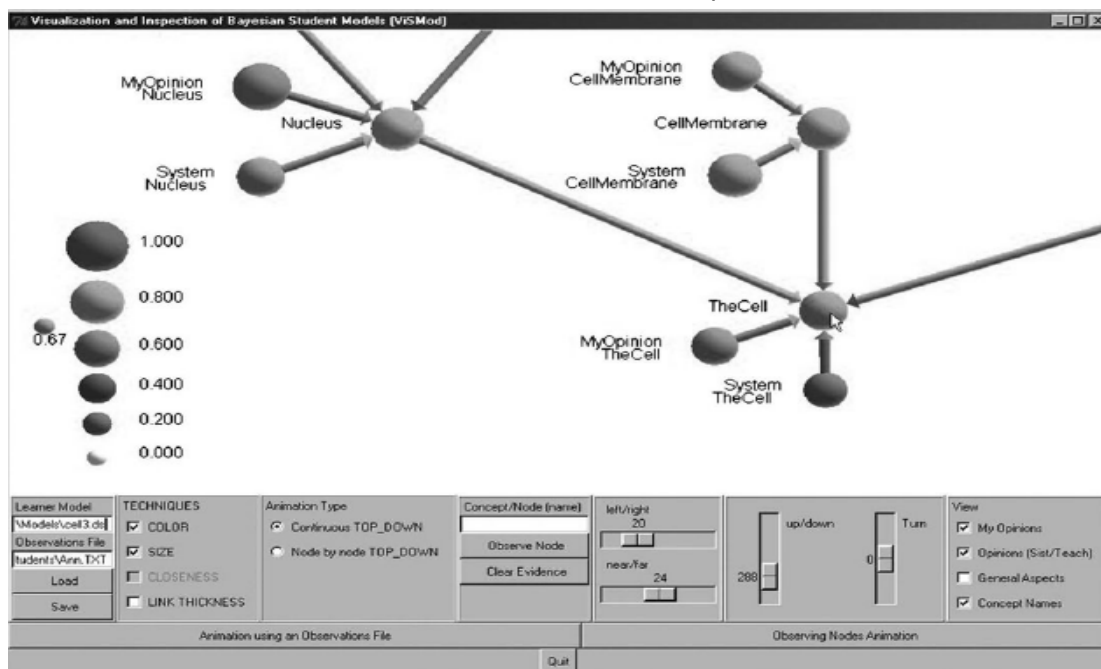 Visualization and Inspection of Bayesian Student Models (ViSMod)
MyOpinion
Nucleus
Nucleus
System
Nucleus
MyOpinion
CellMembrane
CellMembrane
System
CellMembrane
TheCell
MyOpinion
TheCell
System
TheCell
1.000
0.800
0.67
0.600
0.400
0.200
0.000
Learner Model
\Models\cell3.ds
Observations File
tudents\Ann.TXT
Load
Save
TECHNIQUES
COLOR
SIZE
CLOSENESS
LINK THICKNESS
Animation Type
Continuous TOP_DOWN
Node by node TOP_DOWN
Concept/Node (name)
Observe Node
Clear Evidence
left/right
20
near/far
24
up/down
288
Turn
0
View
My Opinions
Opinions (Sist/Teach)
General Aspects
Concept Names
Animation using an Observations File
Observing Nodes Animation
Quit